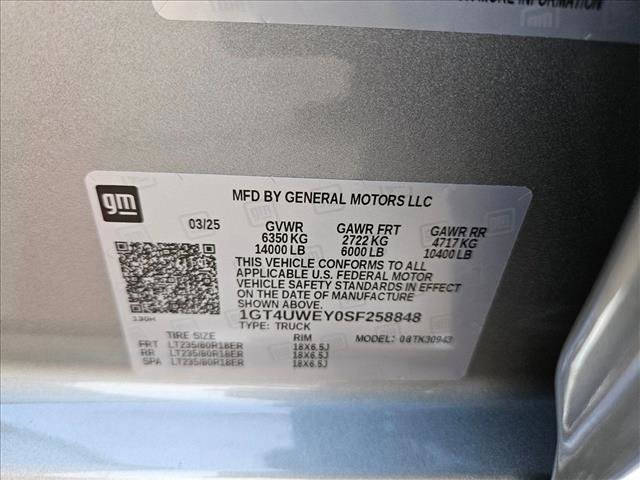 MORE INFORMATION
gm
MFD BY GENERAL MOTORS LLC
03/25 GVWR GAWR FRT GAWR RR
6350 KG 2722 KG 4717 KG
14000 LB 6000 LB 10400 LB
THIS VEHICLE CONFORMS TO ALL
APPLICABLE U.S. FEDERAL MOTOR
VEHICLE SAFETY STANDARDS IN EFFECT
ON THE DATE OF MANUFACTURE
SHOWN ABOVE.
1GT4UWEY0SF258848
TYPE: TRUCK MODEL: 08TK30943
TIRE SIZE RIM
FRT LT235/80R18ER 18X6.5J
RR LT235/80R18ER 18X6.5J
SPA LT235/80R18ER 18X6.5J